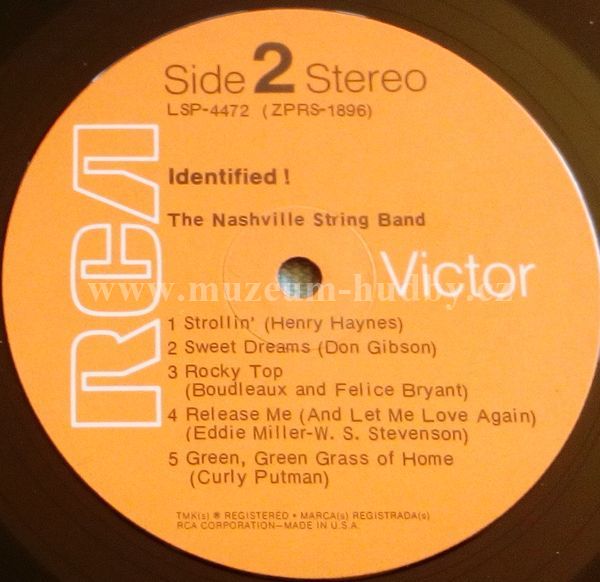 Side 2 Stereo
LSP-4472 (ZPRS-1896)
Identified !
The Nashville String Band
RCA
Victor
www.muzeum-hudby.cz
1 Strollin' (Henry Haynes)
2 Sweet Dreams (Don Gibson)
3 Rocky Top
(Boudleaux and Felice Bryant)
4 Release Me (And Let Me Love Again)
(Eddie Miller-W. S. Stevenson)
5 Green, Green Grass of Home
(Curly Putman)
TMK(s) ® REGISTERED • MARCA(s) REGISTRADA(s)
RCA CORPORATION—MADE IN U.S.A.